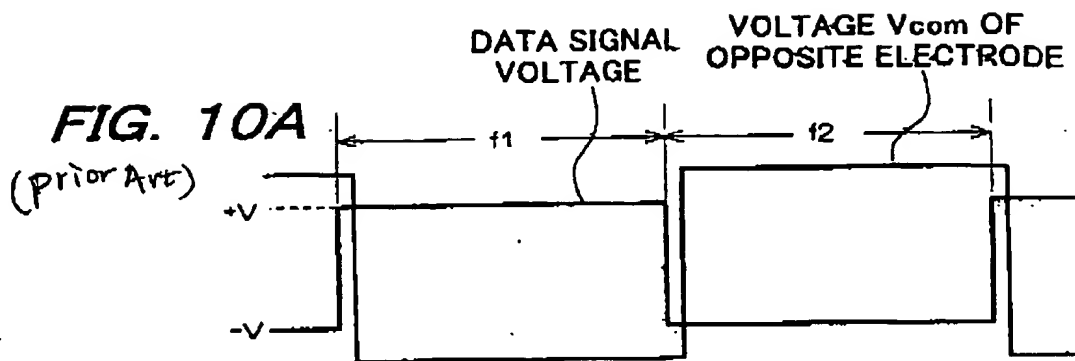 DATA SIGNAL
VOLTAGE
VOLTAGE Vcom OF
OPPOSITE ELECTRODE
FIG. 10A
(prior Art)
f1
f2
+V
-V